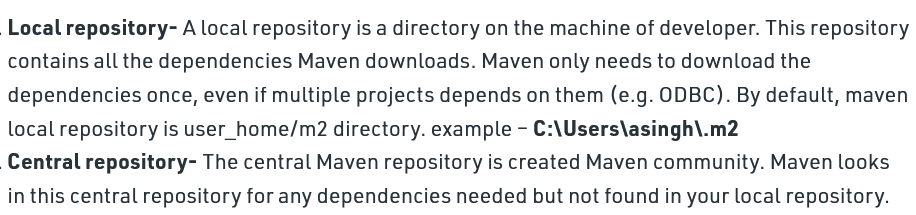 . Local repository- A local repository is a directory on the machine of developer. This repository
contains all the dependencies Maven downloads. Maven only needs to download the
dependencies once, even if multiple projects depends on them (e.g. ODBC). By default, maven
local repository is user_home/m2 directory. example – C:\Users\asingh\.m2
. Central repository- The central Maven repository is created Maven community. Maven looks
in this central repository for any dependencies needed but not found in your local repository.